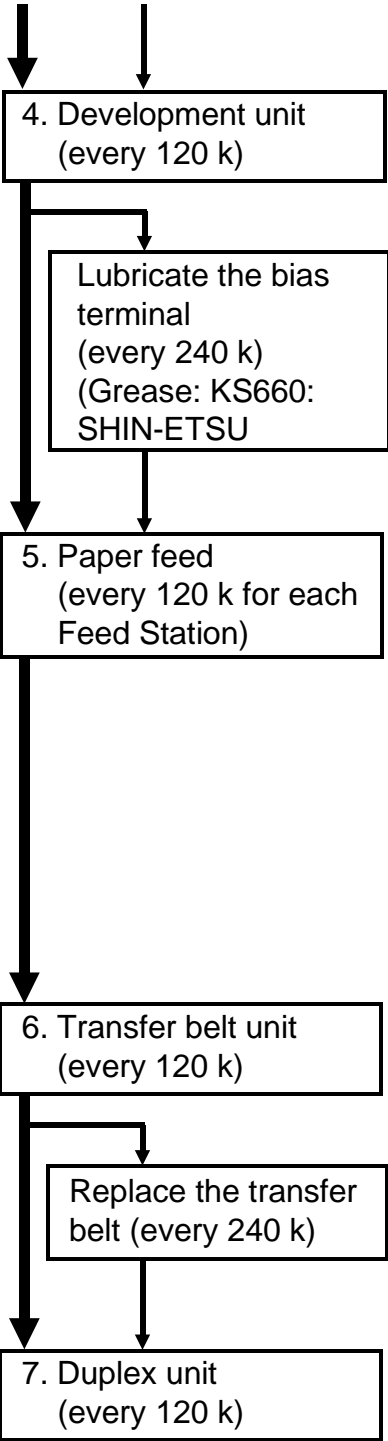 4. Development unit
(every 120 k)
Lubricate the bias
terminal
(every 240 k)
(Grease: KS660:
SHIN-ETSU
5. Paper feed
(every 120 k for each
Feed Station)
6. Transfer belt unit
(every 120 k)
Replace the transfer
belt (every 240 k)
7. Duplex unit
(every 120 k)